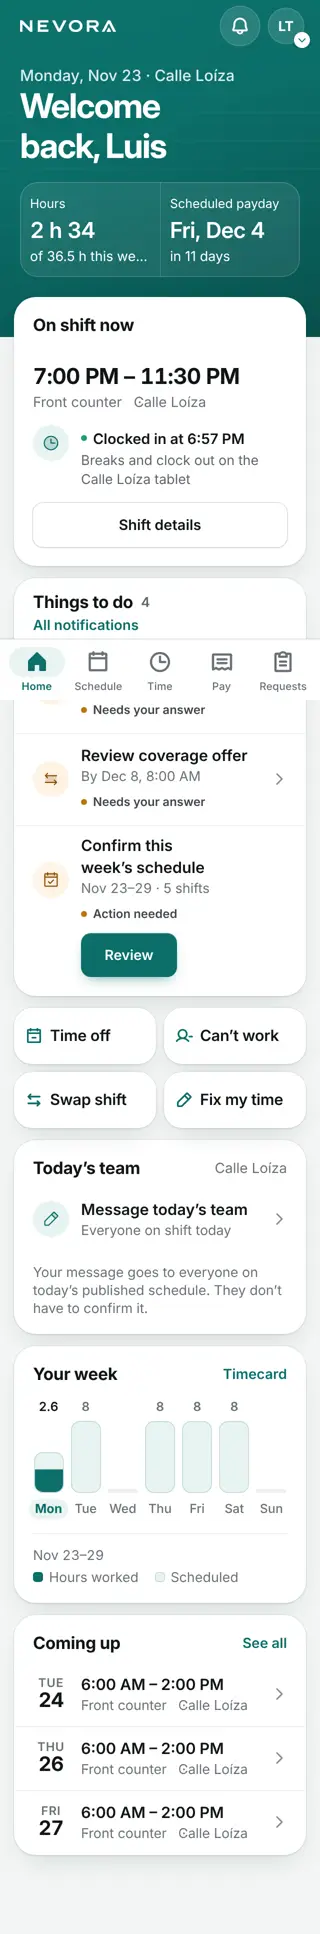 NEVORA
LT
Monday, Nov 23 · Calle Loíza
Welcome
back, Luis
Hours
2 h 34
of 36.5 h this we…
Scheduled payday
Fri, Dec 4
in 11 days
On shift now
7:00 PM – 11:30 PM
Front counter Calle Loíza
Clocked in at 6:57 PM
Breaks and clock out on the
Calle Loíza tablet
Shift details
Things to do 4
All notifications
Home
Schedule
Time
Pay
Requests
Needs your answer
Review coverage offer
By Dec 8, 8:00 AM
Needs your answer
Confirm this
week's schedule
Nov 23–29 · 5 shifts
Action needed
Review
Time off
Can't work
Swap shift
Fix my time
Today's team
Calle Loíza
Message today's team
Everyone on shift today
Your message goes to everyone on
today's published schedule. They don't
have to confirm it.
Your week
Timecard
2.6 8 8 8 8
Mon Tue Wed Thu Fri Sat Sun
Nov 23–29
Hours worked Scheduled
Coming up
See all
TUE
24
6:00 AM – 2:00 PM
Front counter Calle Loíza
THU
26
6:00 AM – 2:00 PM
Front counter Calle Loíza
FRI
27
6:00 AM – 2:00 PM
Front counter Calle Loíza